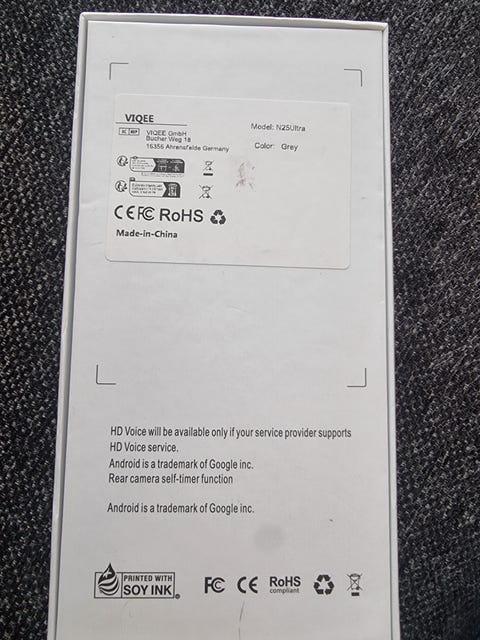 VIQEE
EC REP
VIQEE GmbH
Bucher Weg 18
16356 Ahrensfelde Germany
Model: N25Ultra
Color: Grey
CE FC RoHS
Made-in-China
HD Voice will be available only if your service provider supports
HD Voice service.
Android is a trademark of Google inc.
Rear camera self-timer function
Android is a trademark of Google inc.
PRINTED WITH
SOY INK
FC CE RoHS
compliant